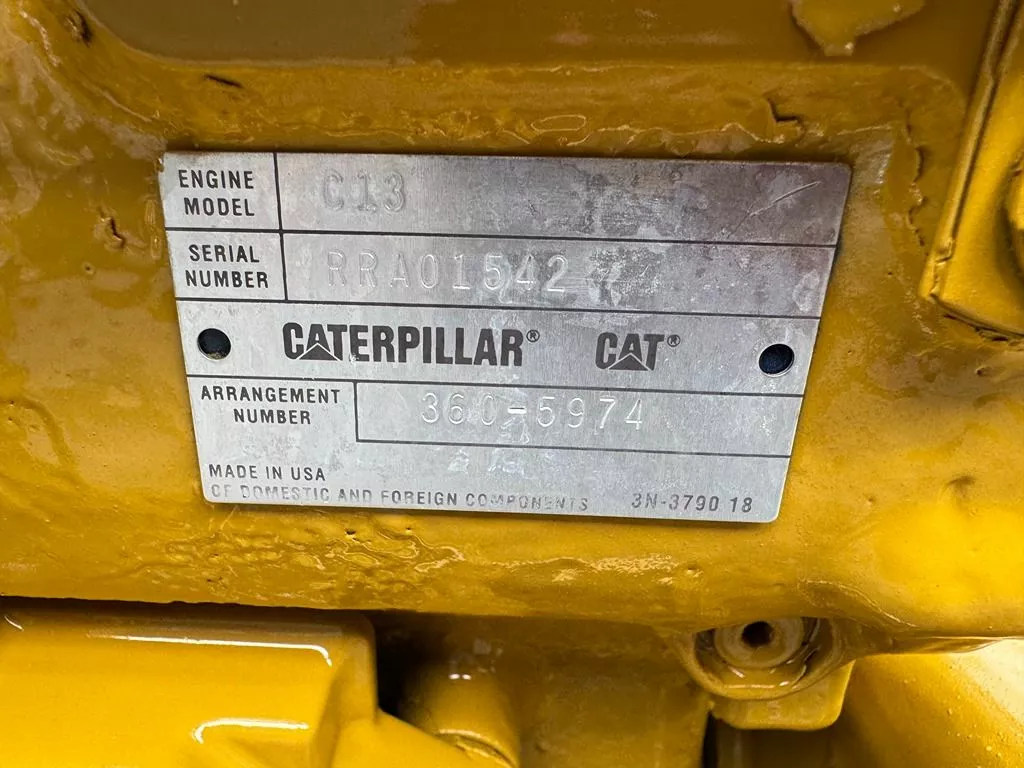 ENGINE MODEL C13
SERIAL NUMBER RRA01542
CATERPILLAR® CAT®
ARRANGEMENT NUMBER 360-5974
MADE IN USA
OF DOMESTIC AND FOREIGN COMPONENTS 3N-3790 18